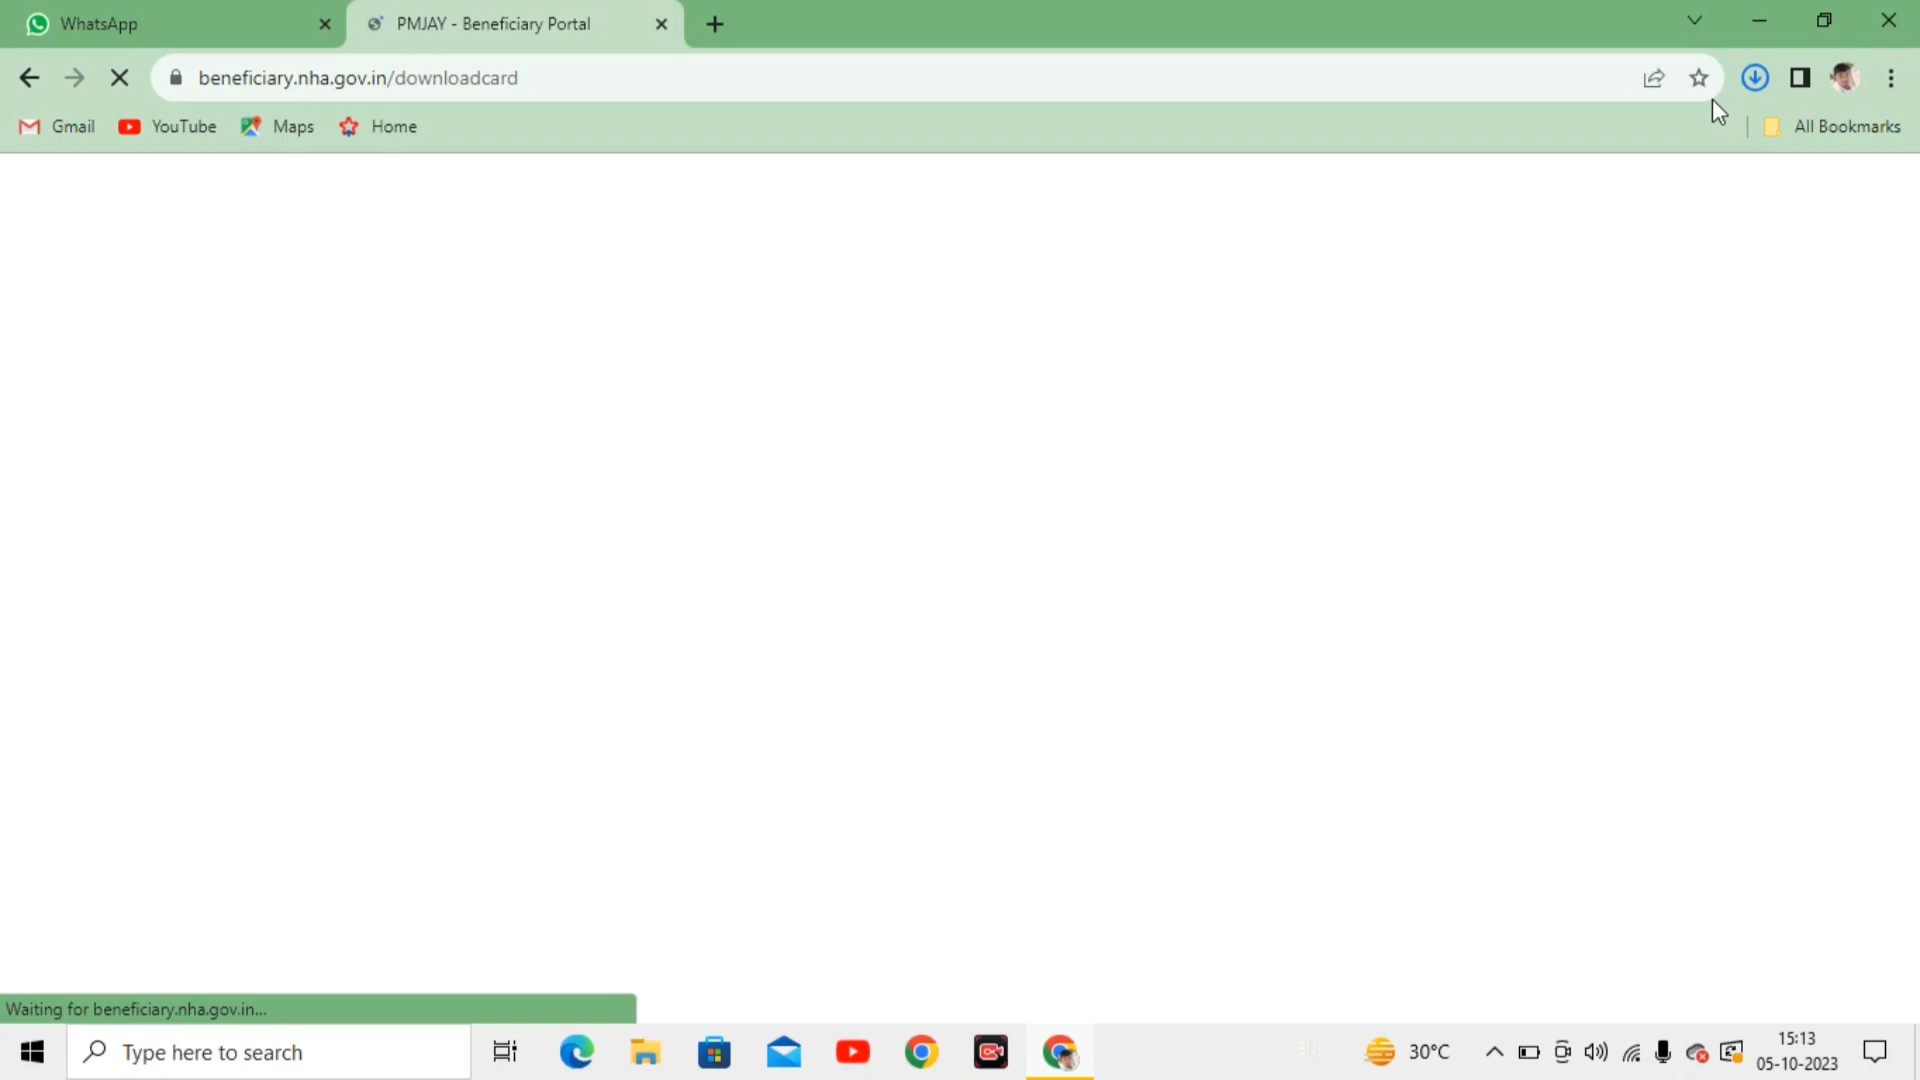 WhatsApp
PMJAY - Beneficiary Portal
beneficiary.nha.gov.in/downloadcard
Gmail
YouTube
Maps
Home
All Bookmarks
Waiting for beneficiary.nha.gov.in...
Type here to search
30°C
15:13
05-10-2023